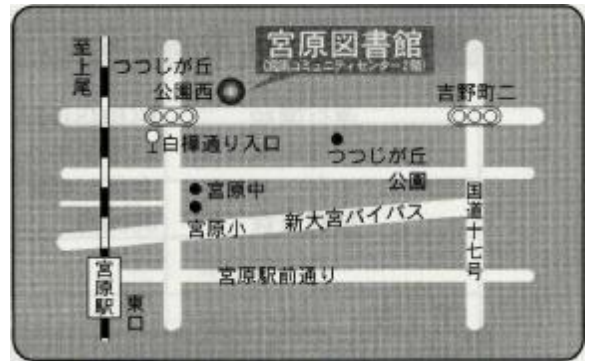 至上尾
つつじが丘
公園西
宮原図書館
(宮原コミュニティセンター2階)
吉野町二
白樺通り入口
つつじが丘
公園
宮原中
宮原小
新大宮バイパス
国道十七号
宮原駅
東口
宮原駅前通り